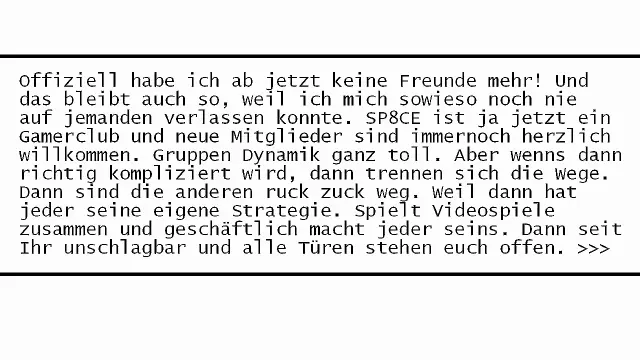 Offiziell habe ich ab jetzt keine Freunde mehr! Und
das bleibt auch so, weil ich mich sowieso noch nie
auf jemanden verlassen konnte. SP8CE ist ja jetzt ein
Gamerclub und neue Mitglieder sind immernoch herzlich
willkommen. Gruppen Dynamik ganz toll. Aber wenns dann
richtig kompliziert wird, dann trennen sich die Wege.
Dann sind die anderen ruck zuck weg. Weil dann hat
jeder seine eigene Strategie. Spielt Videospiele
zusammen und geschäftlich macht jeder seins. Dann seit
Ihr unschlagbar und alle Türen stehen euch offen. >>>